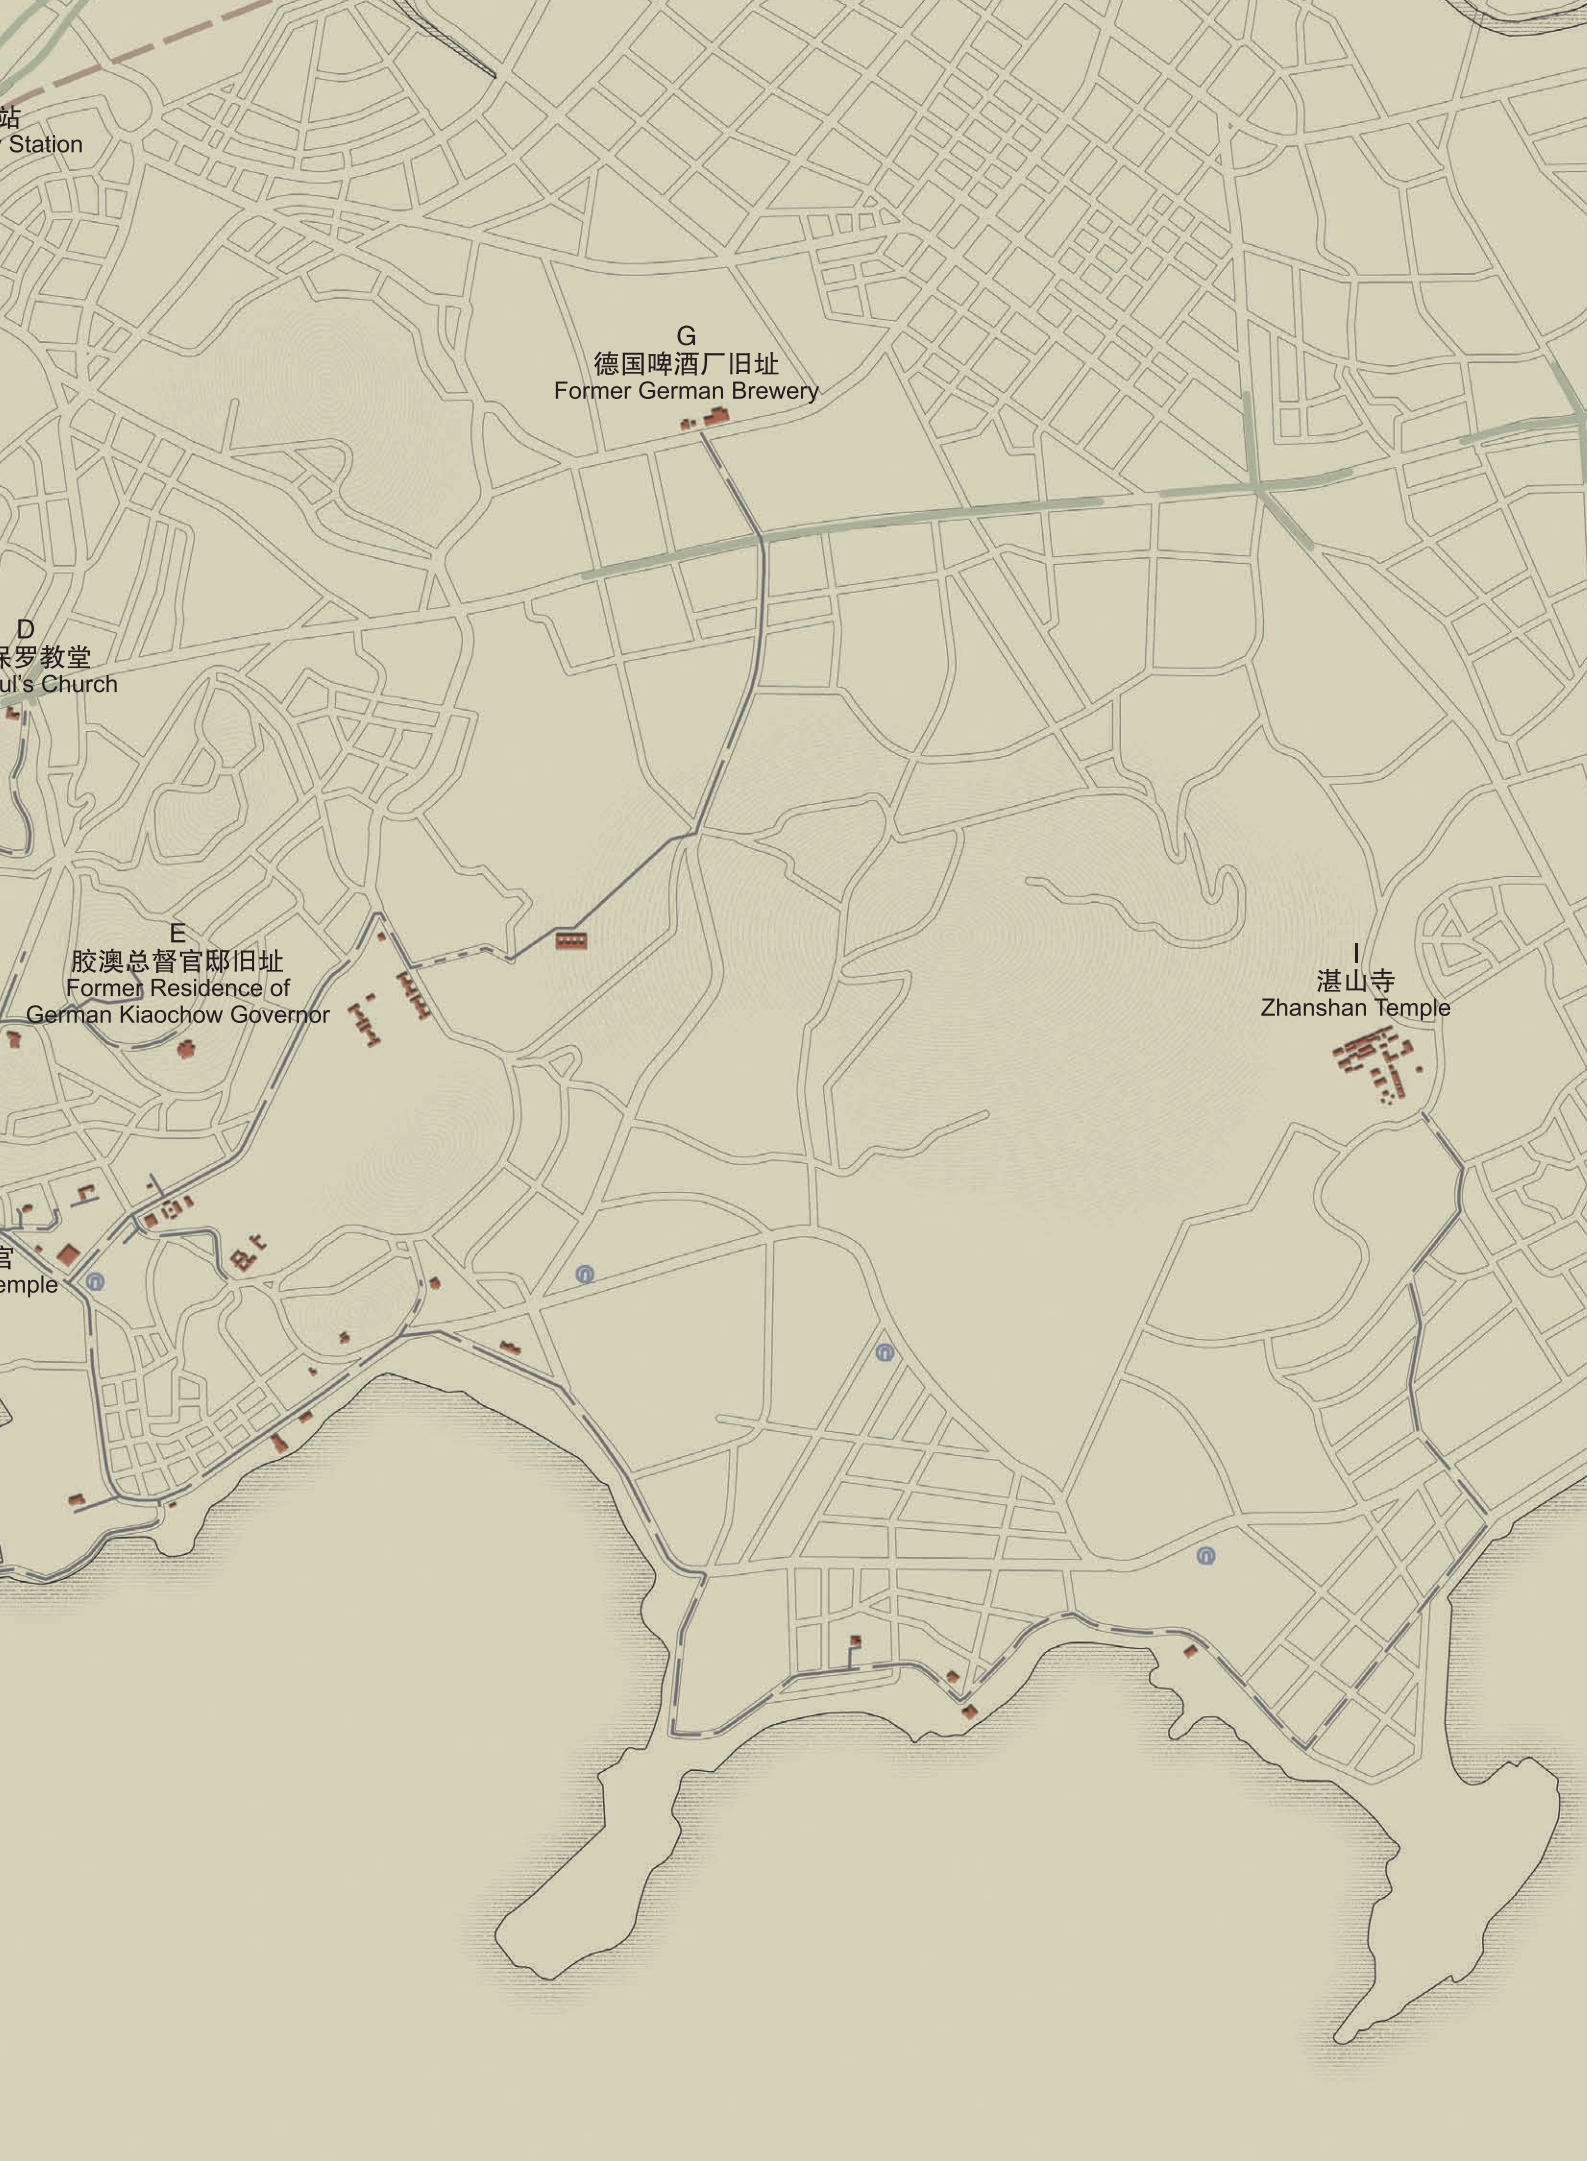 站
Station
G
德国啤酒厂旧址
Former German Brewery
D
保罗教堂
ul's Church
E
胶澳总督官邸旧址
Former Residence of
German Kiaochow Governor
I
湛山寺
Zhanshan Temple
宫
emple